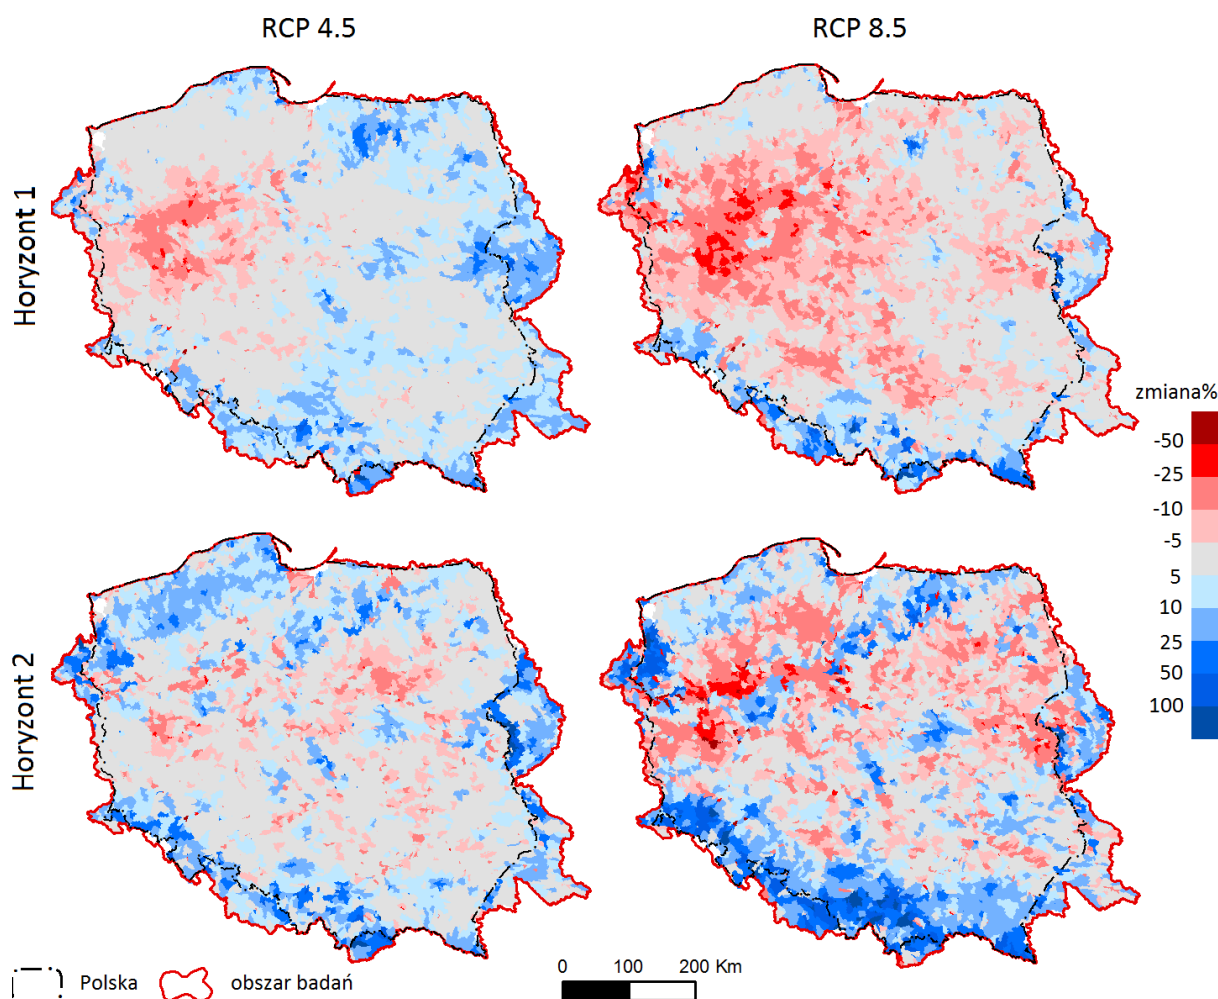 RCP 4.5
RCP 8.5
Horyzont 1
zmiana%
-50
-25
-10
-5
5
10
25
50
100
Horyzont 2
Polska
obszar badań
0 100 200 Km